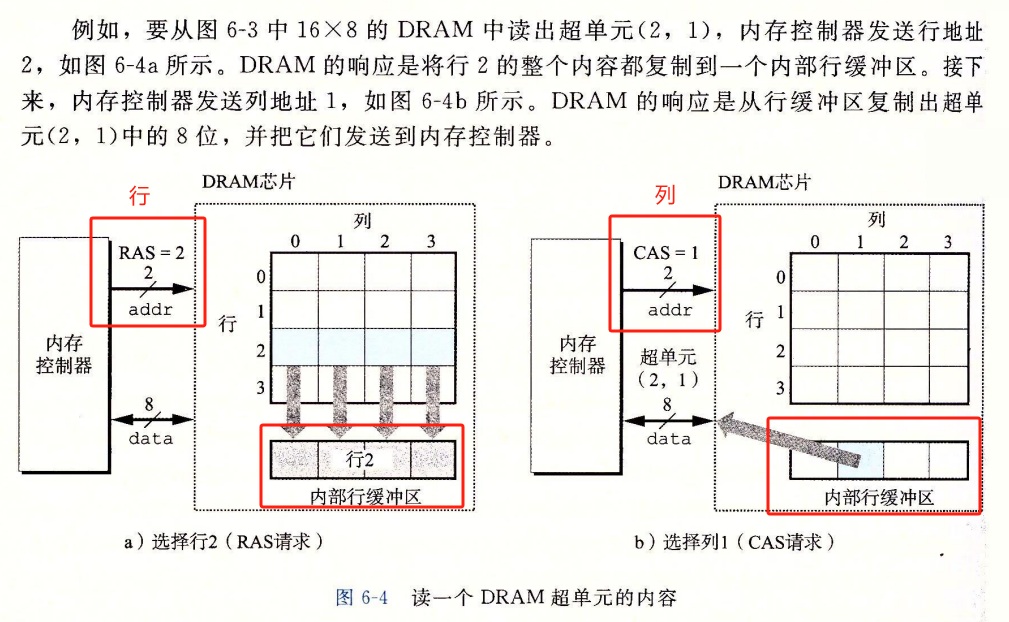 例如，要从图 6-3 中 16×8 的 DRAM 中读出超单元(2，1)，内存控制器发送行地址
2，如图 6-4a 所示。DRAM 的响应是将行 2 的整个内容都复制到一个内部行缓冲区。接下
来，内存控制器发送列地址 1，如图 6-4b 所示。DRAM 的响应是从行缓冲区复制出超单
元(2，1)中的 8 位，并把它们发送到内存控制器。
行
DRAM芯片
列
0 1 2 3
RAS = 2
2
addr
行
0
1
2
3
内存
控制器
8
data
行2
内部行缓冲区
a）选择行2（RAS请求）
列
DRAM芯片
列
0 1 2 3
CAS = 1
2
addr
行
0
1
2
3
内存
控制器
超单元
（2，1）
8
data
内部行缓冲区
b）选择列1（CAS请求）
图 6-4 读一个 DRAM 超单元的内容